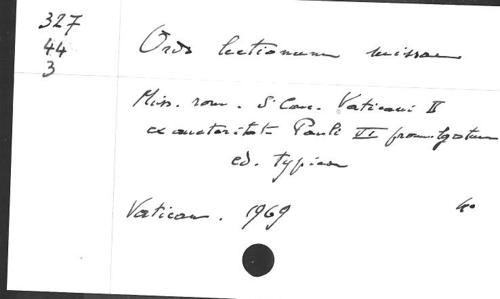 327
44
3
Ordo lectionum missae
Miss. rom. S. Conc. Vaticani II
ex auctoritate Pauli VI promulgatum
ed. typica
Vatican. 1969
4o